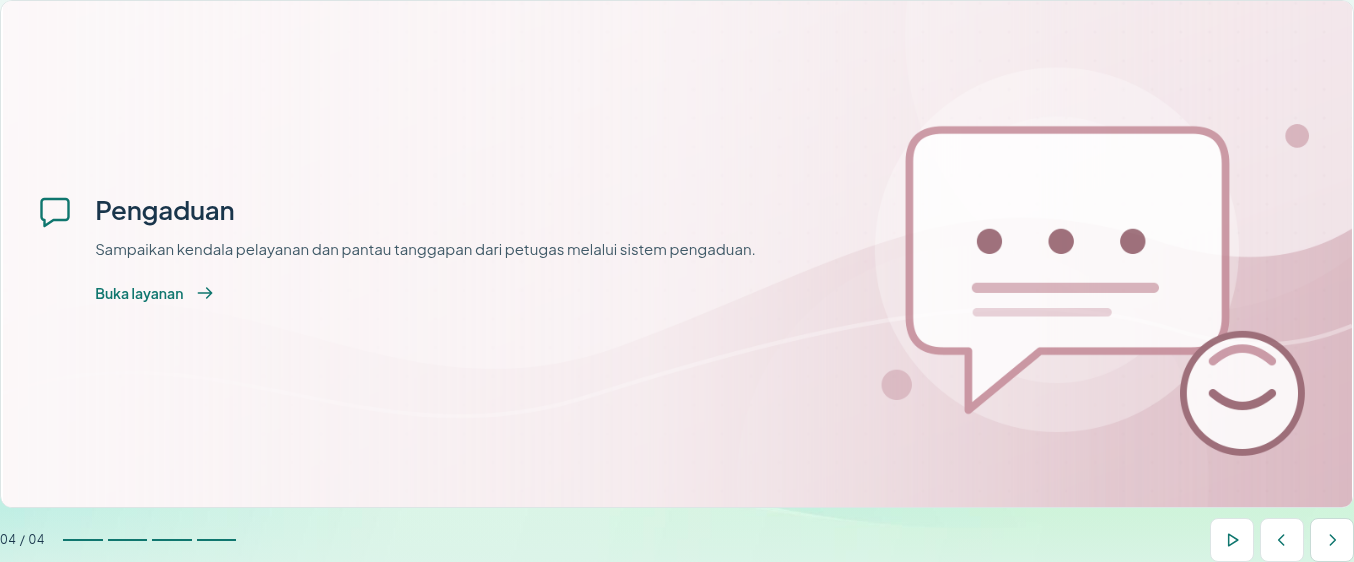 Pengaduan
Sampaikan kendala pelayanan dan pantau tanggapan dari petugas melalui sistem pengaduan.
Buka layanan
04 / 04